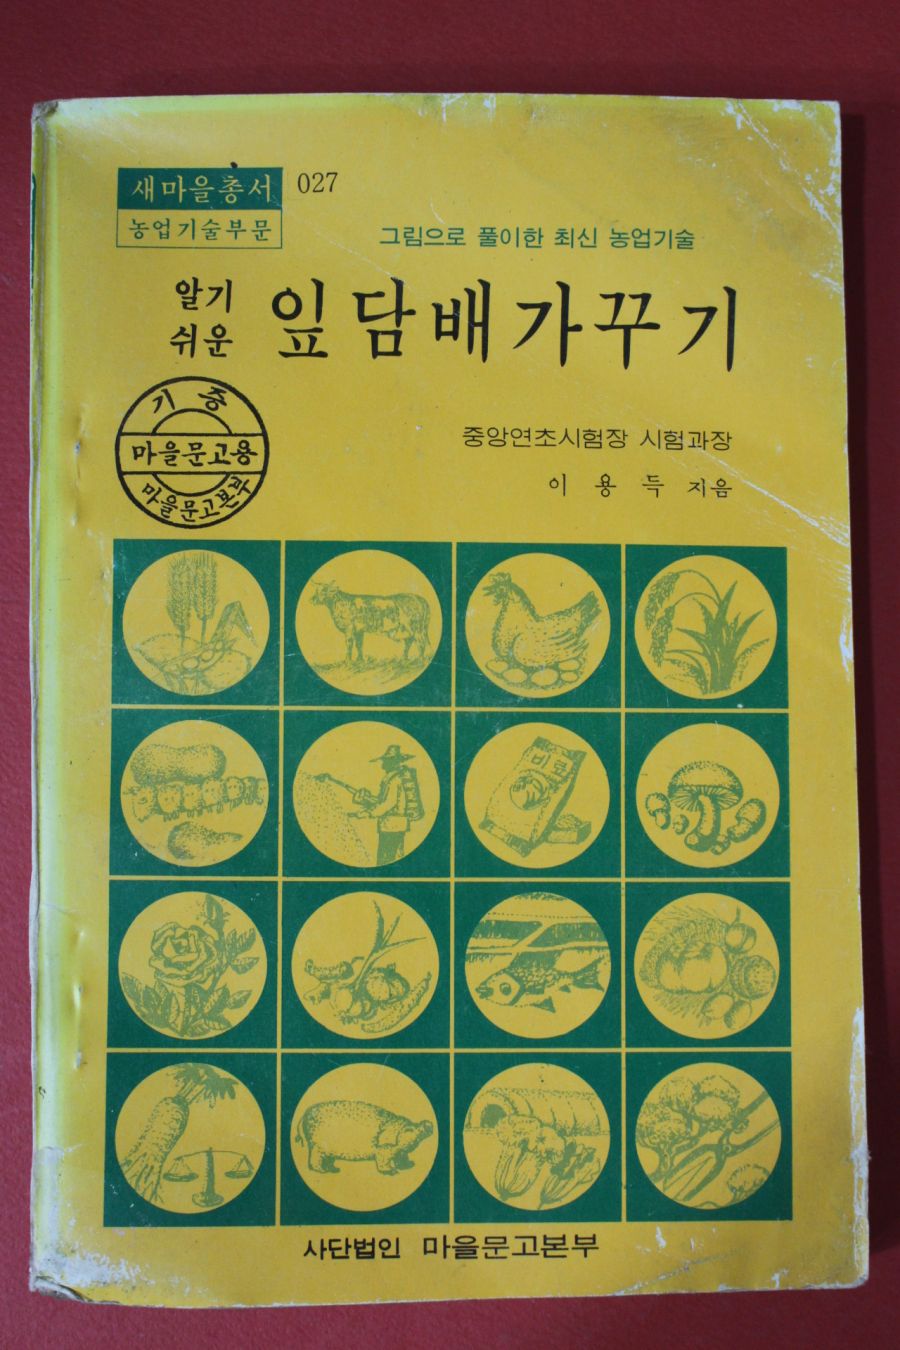 새마을총서 027
농업기술부문
그림으로 풀이한 최신 농업기술
알기 쉬운 잎담배가꾸기
기증
마을문고용
마을문고본부
중앙연초시험장 시험과장
이용득 지음
비료
사단법인 마을문고본부